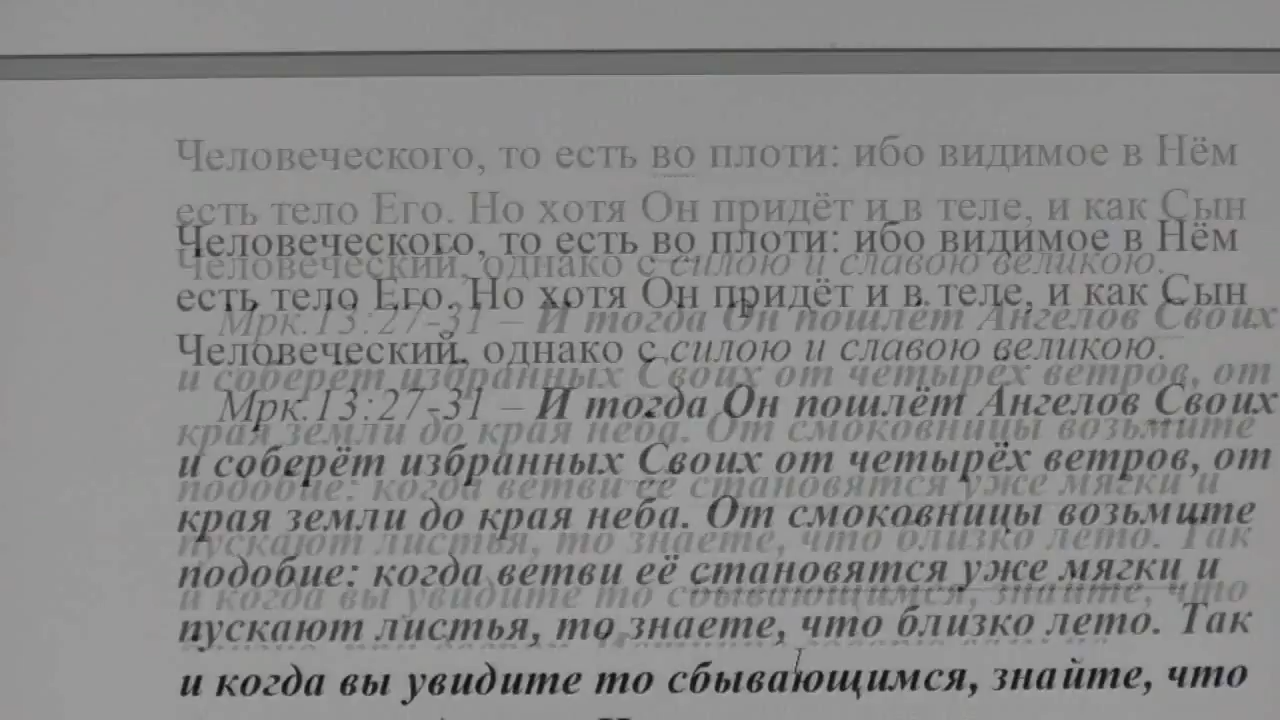 Человеческого, то есть во плоти: ибо видимое в Нём
есть тело Его. Но хотя Он придёт и в теле, и как Сын
Человеческий, однако с силою и славою великою.
Мрк.13:27-31 – И тогда Он пошлёт Ангелов Своих
и соберёт избранных Своих от четырёх ветров, от
края земли до края неба. От смоковницы возьмите
подобие: когда ветви её становятся уже мягки и
пускают листья, то знаете, что близко лето. Так
и когда вы увидите то сбывающимся, знайте, что